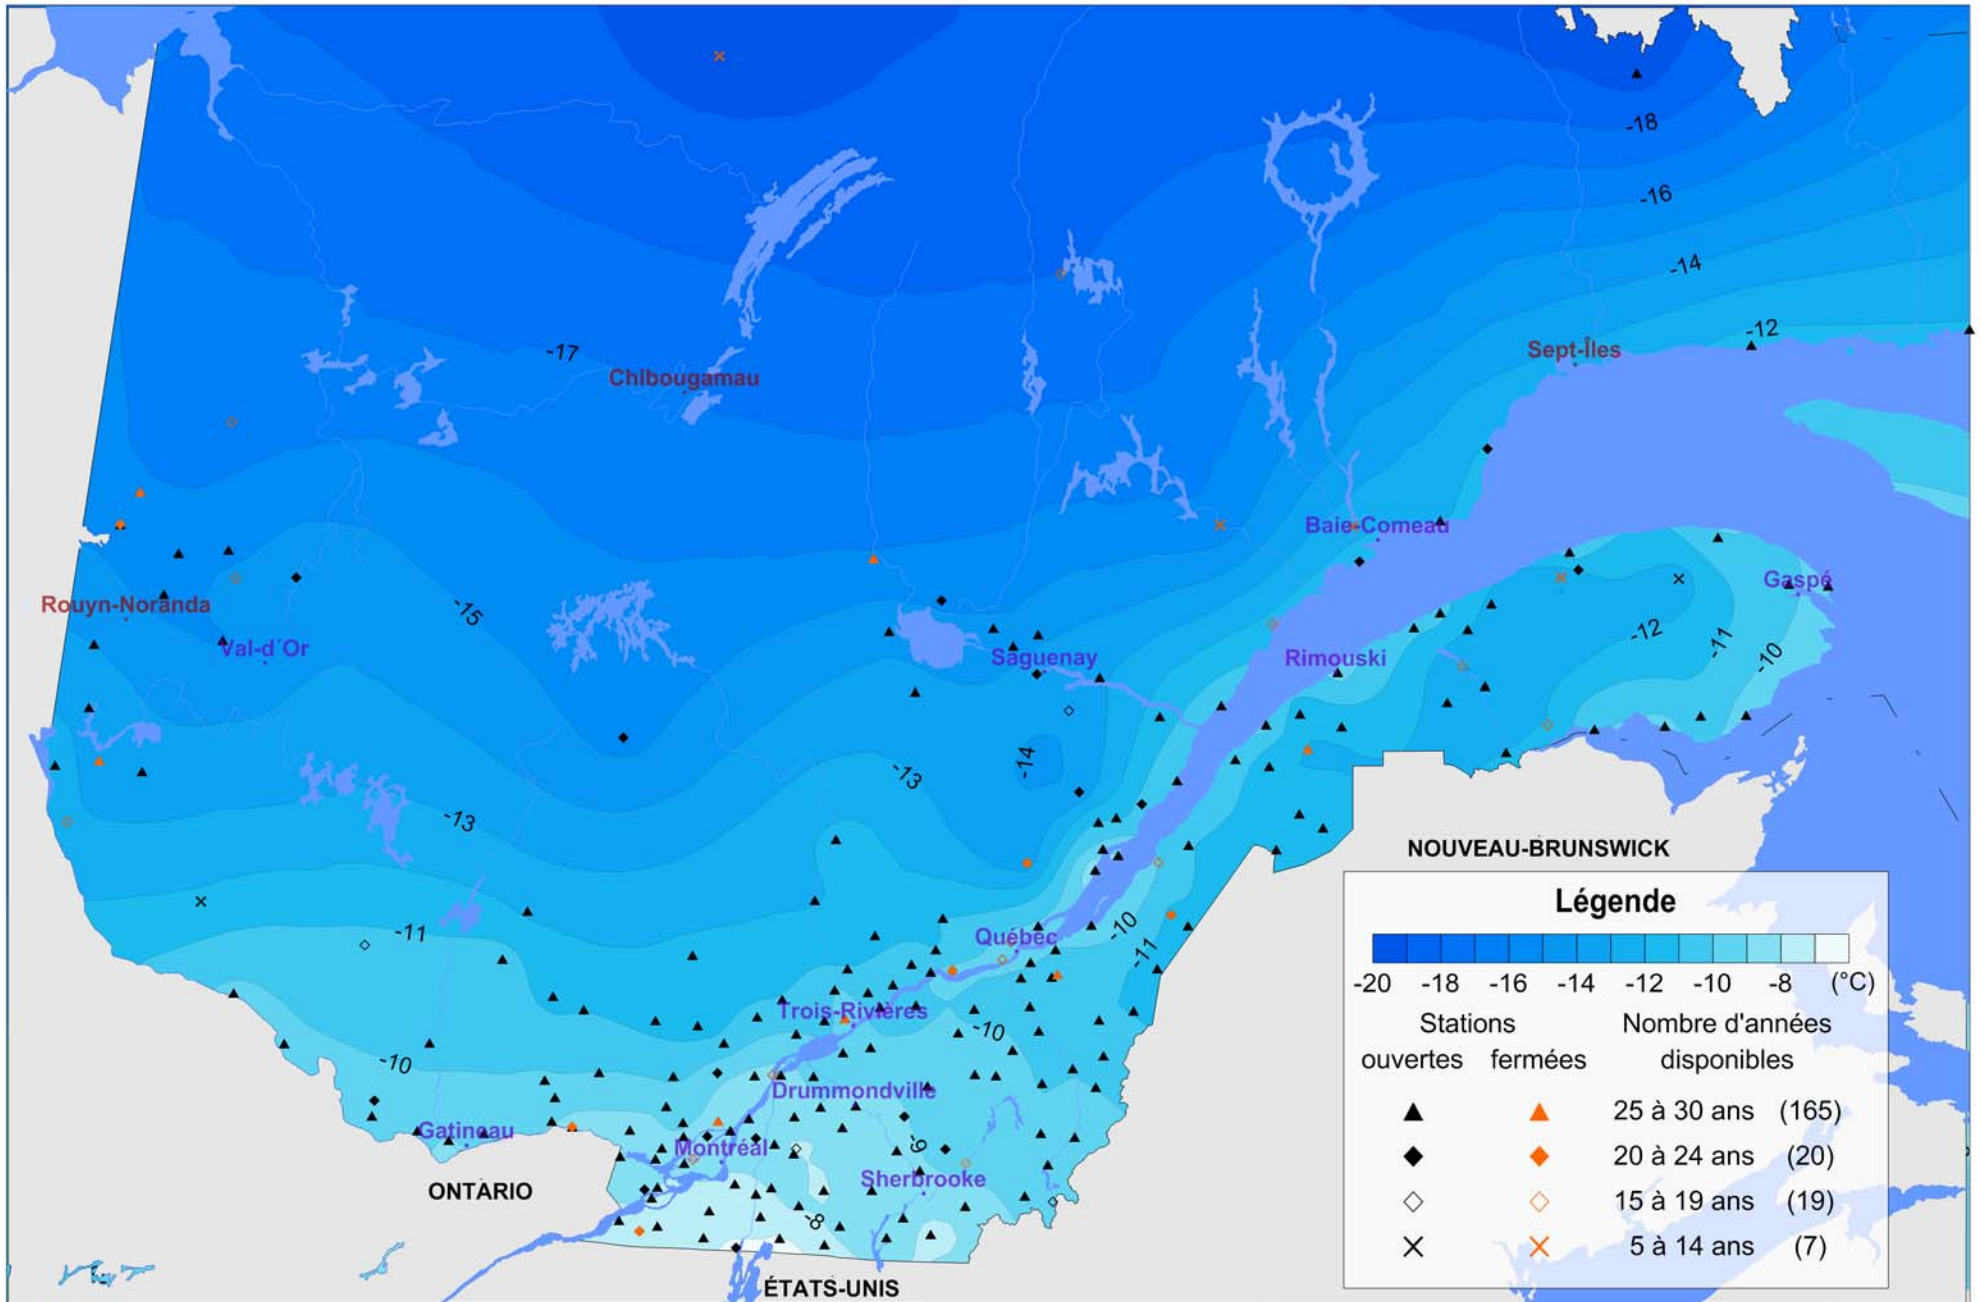 -18
-16
-14
-12
Sept-Îles
-17
Chibougamau
Baie-Comeau
Gaspé
Rouyn-Noranda
-15
-12
-11
-10
Val-d´Or
Saguenay
Rimouski
-14
-13
-13
NOUVEAU-BRUNSWICK
-11
Québec
-10
-11
Trois-Rivières
-10
-10
Drummondville
Gatineau
Montréal
-9
Sherbrooke
ONTARIO
-8
ÉTATS-UNIS
Légende
-20 -18 -16 -14 -12 -10 -8 (°C)
Stations Nombre d'années
ouvertes fermées disponibles
25 à 30 ans (165)
20 à 24 ans (20)
15 à 19 ans (19)
5 à 14 ans (7)